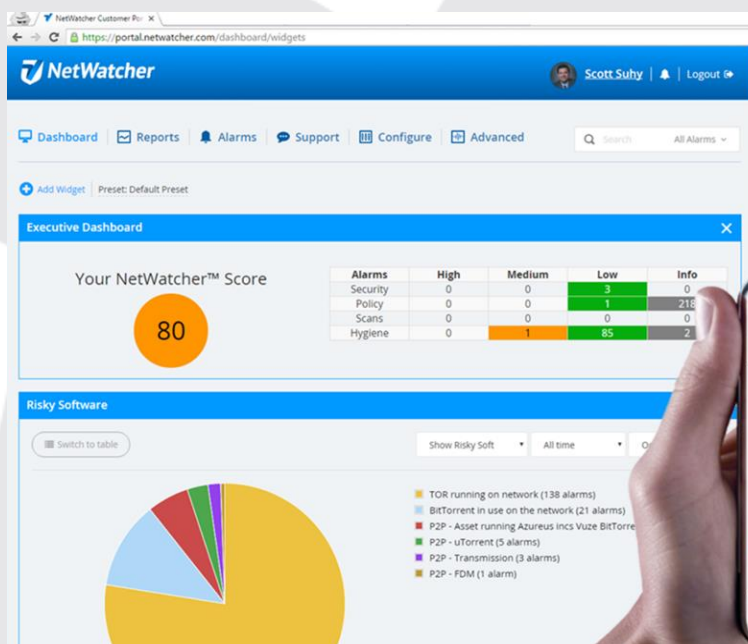 NetWatcher Customer Por ×
https://portal.netwatcher.com/dashboard/widgets
NetWatcher
Scott Suhy | Logout
Dashboard Reports Alarms Support Configure Advanced Search All Alarms
Add Widget Preset: Default Preset
Executive Dashboard
Your NetWatcher™ Score
80
Alarms High Medium Low Info
Security 0 0 3 0
Policy 0 0 1 218
Scans 0 0 0 0
Hygiene 0 1 85 2
Risky Software
Switch to table
Show Risky Soft All time
TOR running on network (138 alarms)
BitTorrent in use on the network (21 alarms)
P2P - Asset running Azureus incs Vuze BitTorre
P2P - uTorrent (5 alarms)
P2P - Transmission (3 alarms)
P2P - FDM (1 alarm)